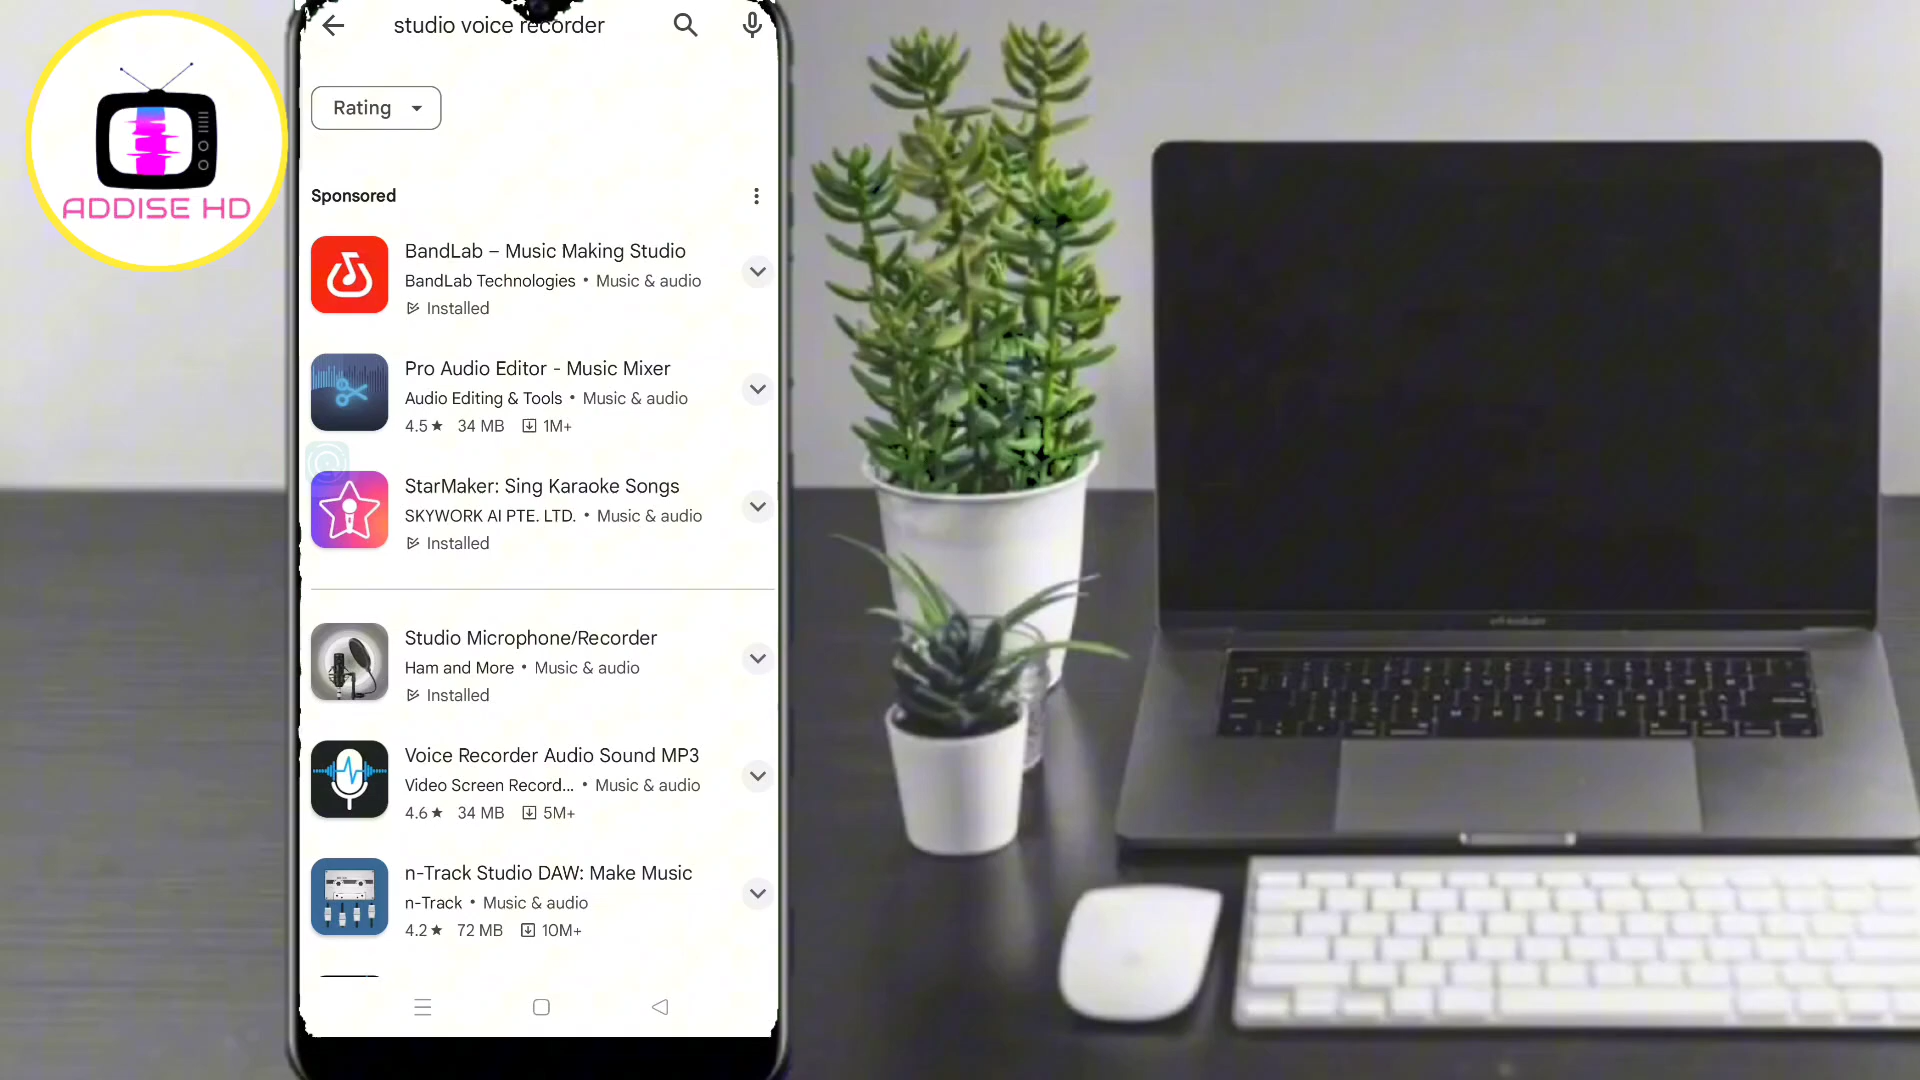 studio voice recorder
Rating
ADDISE HD
Sponsored
BandLab – Music Making Studio
BandLab Technologies • Music & audio
Installed
Pro Audio Editor - Music Mixer
Audio Editing & Tools • Music & audio
4.5★ 34 MB 1M+
StarMaker: Sing Karaoke Songs
SKYWORK AI PTE. LTD. • Music & audio
Installed
Studio Microphone/Recorder
Ham and More • Music & audio
Installed
Voice Recorder Audio Sound MP3
Video Screen Record... • Music & audio
4.6★ 34 MB 5M+
n-Track Studio DAW: Make Music
n-Track • Music & audio
4.2★ 72 MB 10M+